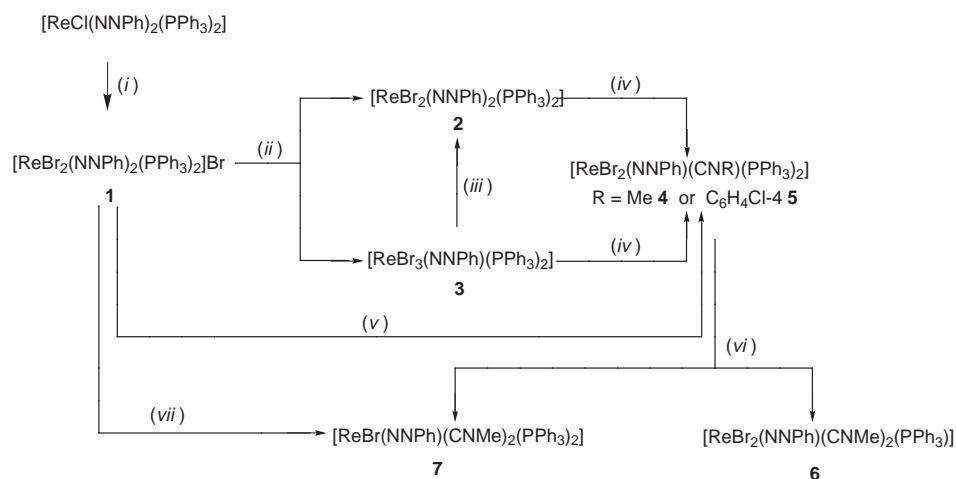 [ReCl(NNPh)2(PPh3)2]
(i)
[ReBr2(NNPh)2(PPh3)2]Br
1
(ii)
[ReBr2(NNPh)2(PPh3)2]
2
(iii)
[ReBr3(NNPh)(PPh3)2]
3
(iv)
(iv)
[ReBr2(NNPh)(CNR)(PPh3)2]
R = Me 4 or C6H4Cl-4 5
(v)
(vi)
(vii)
[ReBr(NNPh)(CNMe)2(PPh3)2]
7
[ReBr2(NNPh)(CNMe)2(PPh3)]
6